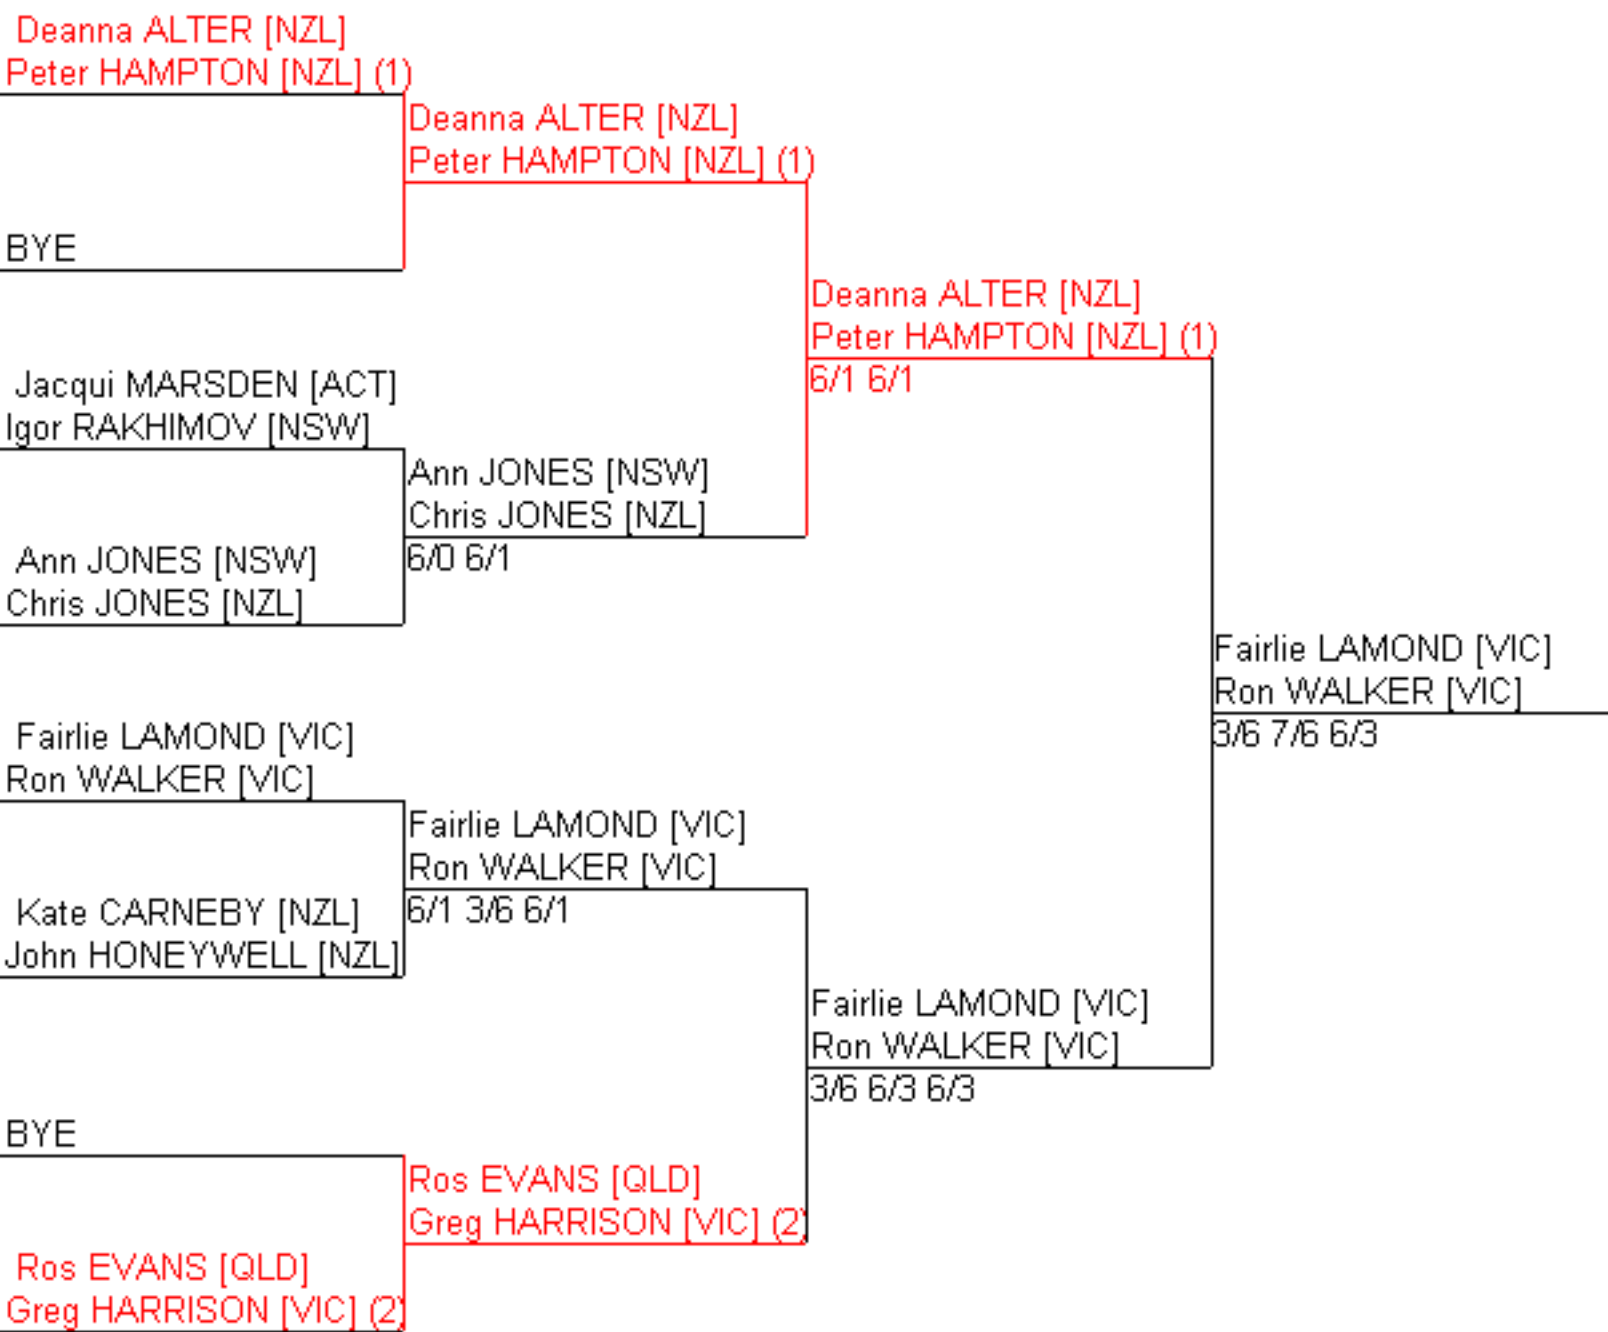 Deanna ALTER [NZL]
Peter HAMPTON [NZL] (1)
BYE
Jacqui MARSDEN [ACT]
Igor RAKHIMOV [NSW]
Ann JONES [NSW]
Chris JONES [NZL]
Fairlie LAMOND [VIC]
Ron WALKER [VIC]
Kate CARNEBY [NZL]
John HONEYWELL [NZL]
BYE
Ros EVANS [QLD]
Greg HARRISON [VIC] (2)
Deanna ALTER [NZL]
Peter HAMPTON [NZL] (1)
Ann JONES [NSW]
Chris JONES [NZL]
6/0 6/1
Fairlie LAMOND [VIC]
Ron WALKER [VIC]
6/1 3/6 6/1
Ros EVANS [QLD]
Greg HARRISON [VIC] (2)
Deanna ALTER [NZL]
Peter HAMPTON [NZL] (1)
6/1 6/1
Fairlie LAMOND [VIC]
Ron WALKER [VIC]
3/6 6/3 6/3
Fairlie LAMOND [VIC]
Ron WALKER [VIC]
3/6 7/6 6/3